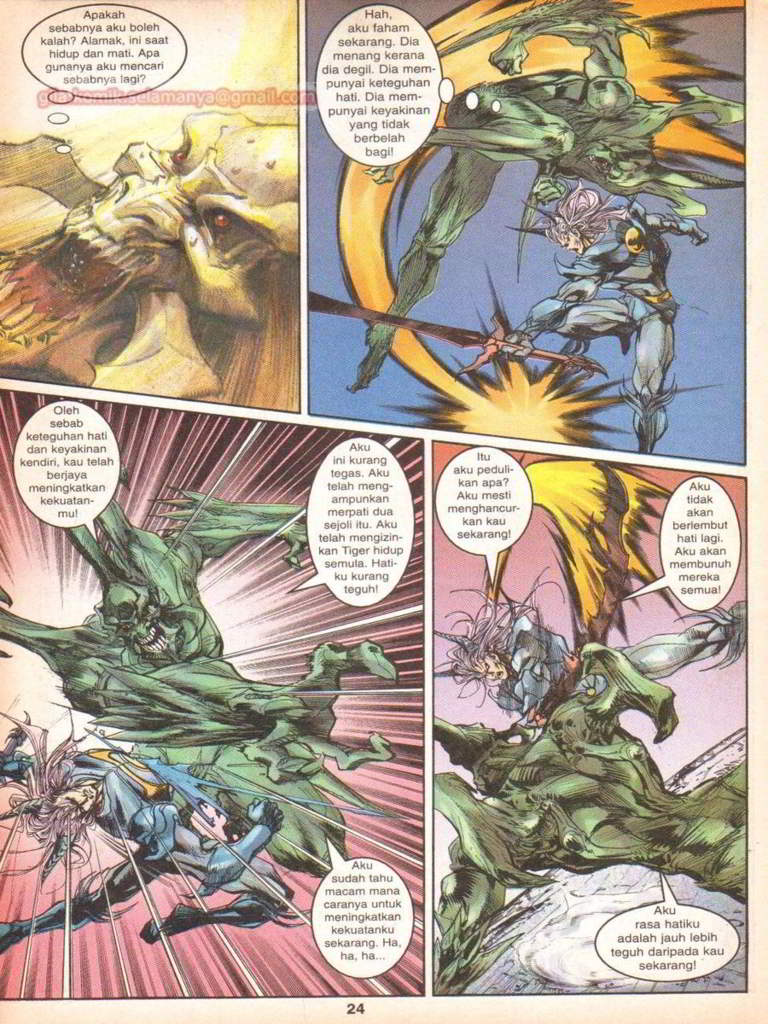 Apakah
sebabnya aku boleh
kalah? Alamak, ini saat
hidup dan mati. Apa
gunanya aku mencari
sebabnya lagi?
Hah,
aku faham
sekarang. Dia
menang kerana
dia degil. Dia mem-
punyai keteguhan
hati. Dia mem-
punyai keyakinan
yang tidak
berbelah
bagi!
Oleh
sebab
keteguhan hati
dan keyakinan
kendiri, kau telah
berjaya
meningkatkan
kekuatan-
mu!
Aku
ini kurang
tegas. Aku
telah meng-
ampunkan
merpati dua
sejoli itu. Aku
telah mengizin-
kan Tiger hidup
semula. Hati-
ku kurang
teguh!
Aku
sudah tahu
macam mana
caranya untuk
meningkatkan
kekuatanku
sekarang. Ha,
ha, ha...
Itu
aku peduli-
kan apa?
Aku mesti
menghancur-
kan kau
sekarang!
Aku
tidak
akan
berlembut
hati lagi.
Aku akan
membunuh
mereka
semua!
Aku
rasa hatiku
adalah jauh lebih
teguh daripada kau
sekarang!
24